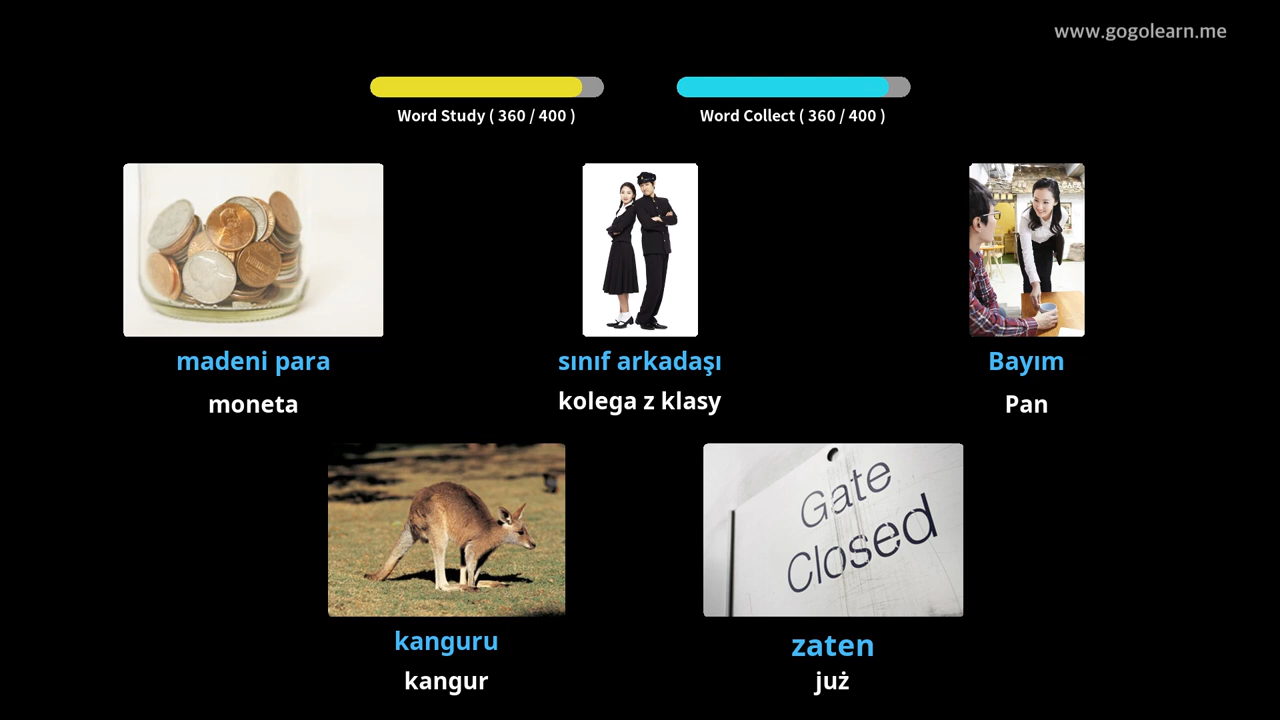 www.gogolearn.me
Word Study ( 360 / 400 )
Word Collect ( 360 / 400 )
madeni para
moneta
sınıf arkadaşı
kolega z klasy
Bayım
Pan
kanguru
kangur
Gate
Closed
zaten
już